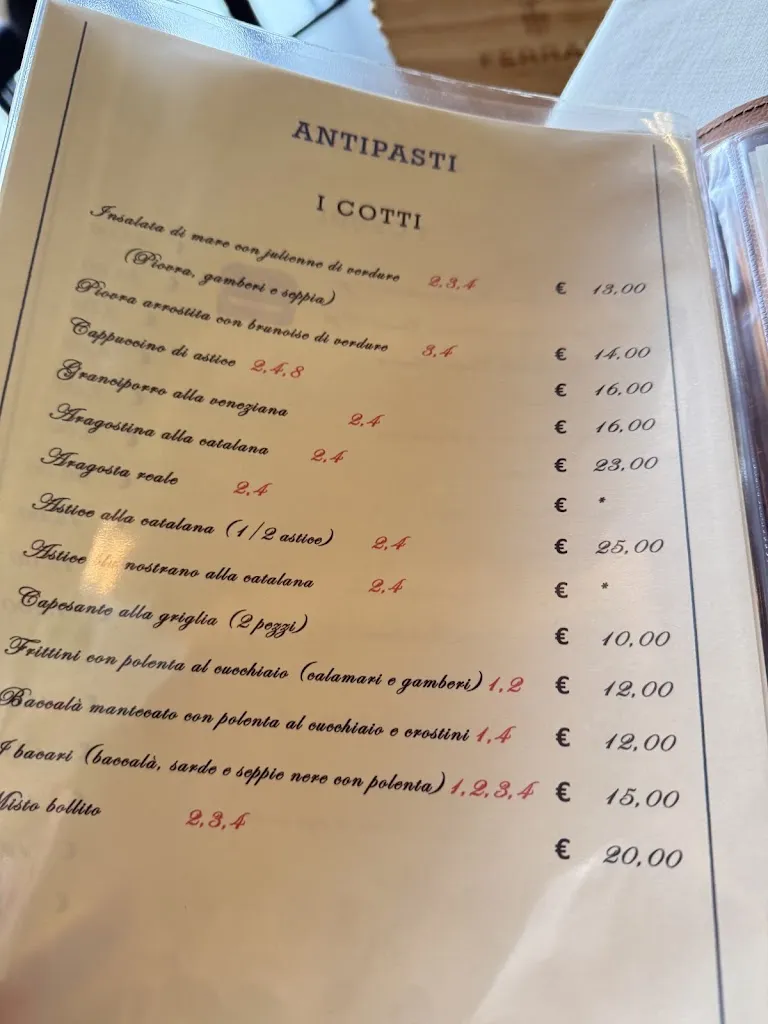 FERRA
ANTIPASTI
I COTTI
Insalata di mare con julienne di verdure 2,3,4 € 13,00
(Piovra, gamberi e seppia)
Piovra arrostita con brunoise di verdure 3,4 € 14,00
Cappuccino di astice 2,4,8 € 16,00
Granciporro alla veneziana 2,4 € 16,00
Aragostina alla catalana 2,4 € 23,00
Aragosta reale 2,4 € *
Astice alla catalana (1/2 astice) 2,4 € 25,00
Astice nostrano alla catalana 2,4 € *
Capesante alla griglia (2 pezzi) € 10,00
Frittini con polenta al cucchiaio (calamari e gamberi) 1,2 € 12,00
Baccalà mantecato con polenta al cucchiaio e crostini 1,4 € 12,00
I bacari (baccalà, sarde e seppie nere con polenta) 1,2,3,4 € 15,00
Misto bollito 2,3,4 € 20,00